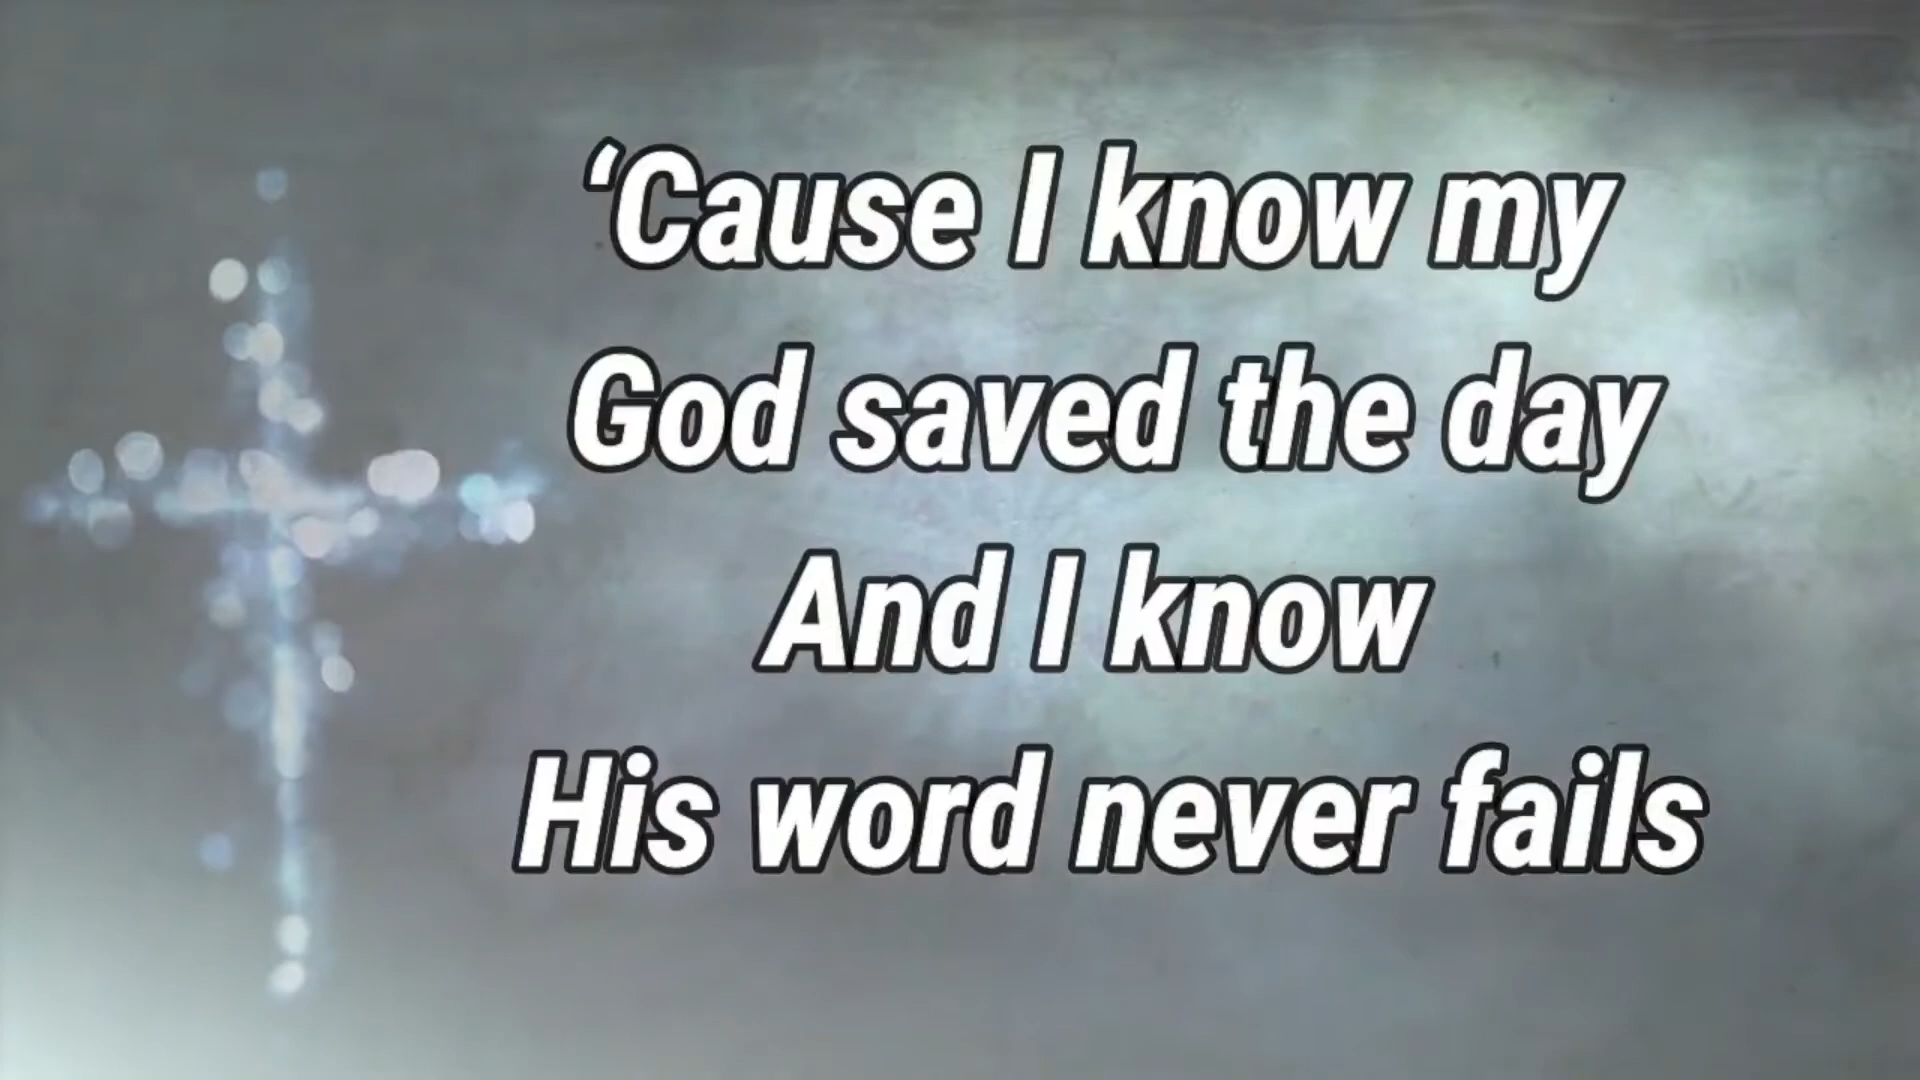 ‘Cause I know my
God saved the day
And I know
His word never fails